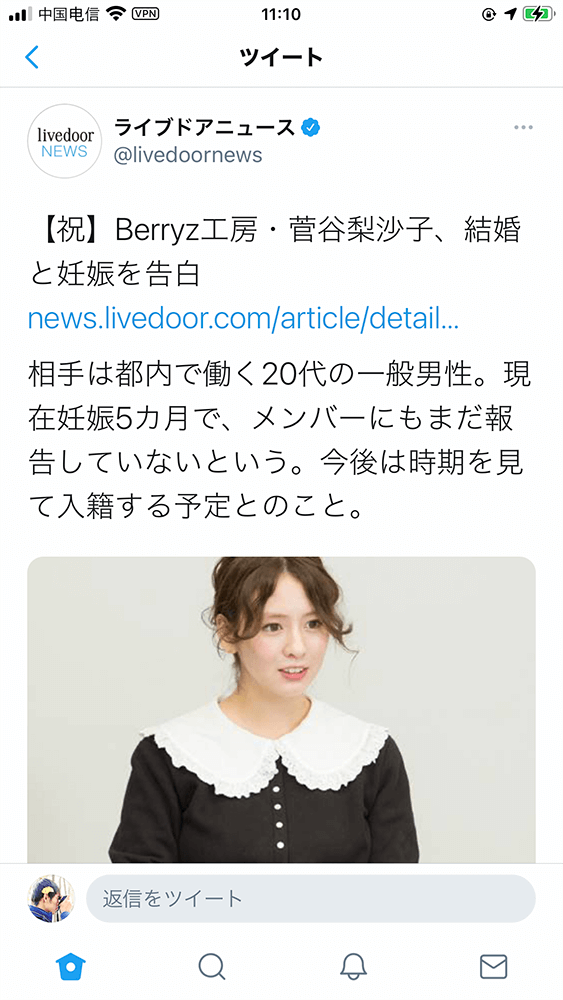 中国电信 VPN 11:10
ツイート
livedoor
NEWS
ライブドアニュース
@livedoornews
【祝】Berryz工房・菅谷梨沙子、結婚
と妊娠を告白
news.livedoor.com/article/detail...
相手は都内で働く20代の一般男性。現
在妊娠5カ月で、メンバーにもまだ報
告していないという。今後は時期を見
て入籍する予定とのこと。
返信をツイート